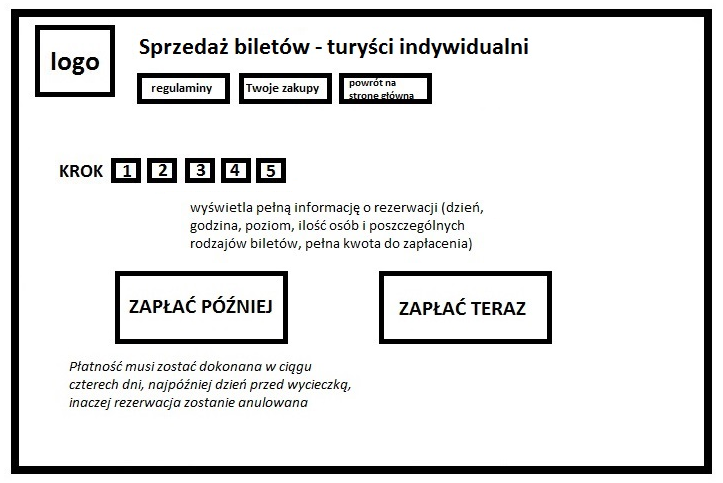 logo
Sprzedaż biletów - turyści indywidualni
regulaminy
Twoje zakupy
powrót na
stronę główną
KROK 1 2 3 4 5
wyświetla pełną informację o rezerwacji (dzień,
godzina, poziom, ilość osób i poszczególnych
rodzajów biletów, pełna kwota do zapłacenia)
ZAPŁAĆ PÓŹNIEJ
ZAPŁAĆ TERAZ
Płatność musi zostać dokonana w ciągu
czterech dni, najpóźniej dzień przed wycieczką,
inaczej rezerwacja zostanie anulowana